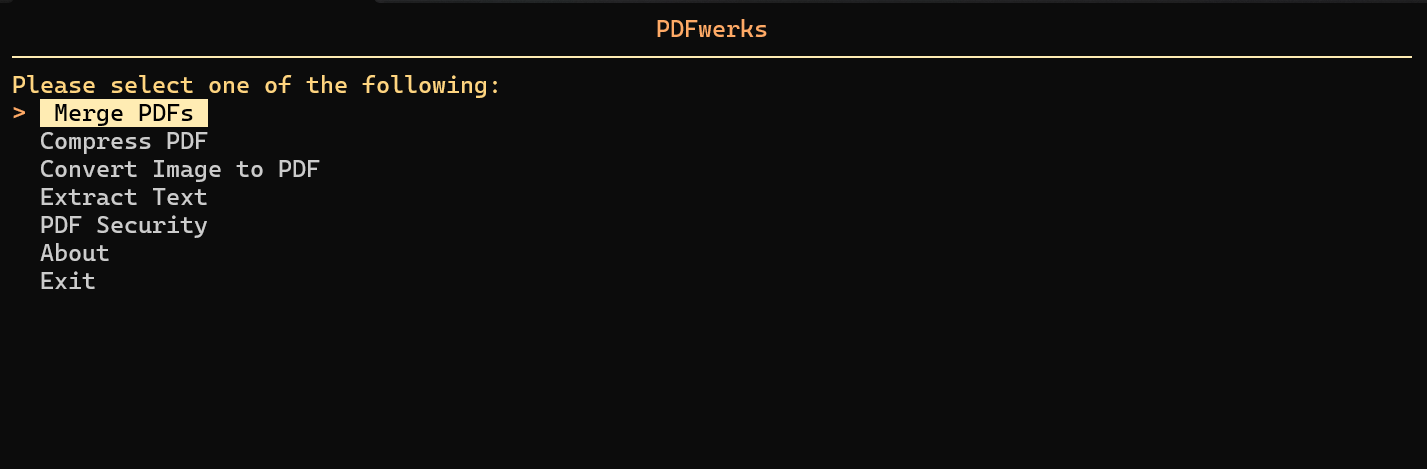 PDFwerks
Please select one of the following:
> Merge PDFs
Compress PDF
Convert Image to PDF
Extract Text
PDF Security
About
Exit